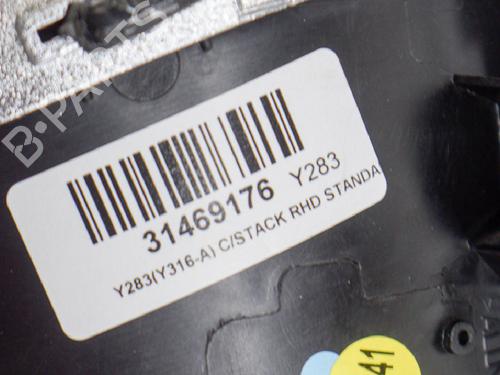 B-PARTS
31469176 Y283
Y283(Y316-A) C/STACK RHD STANDA
41